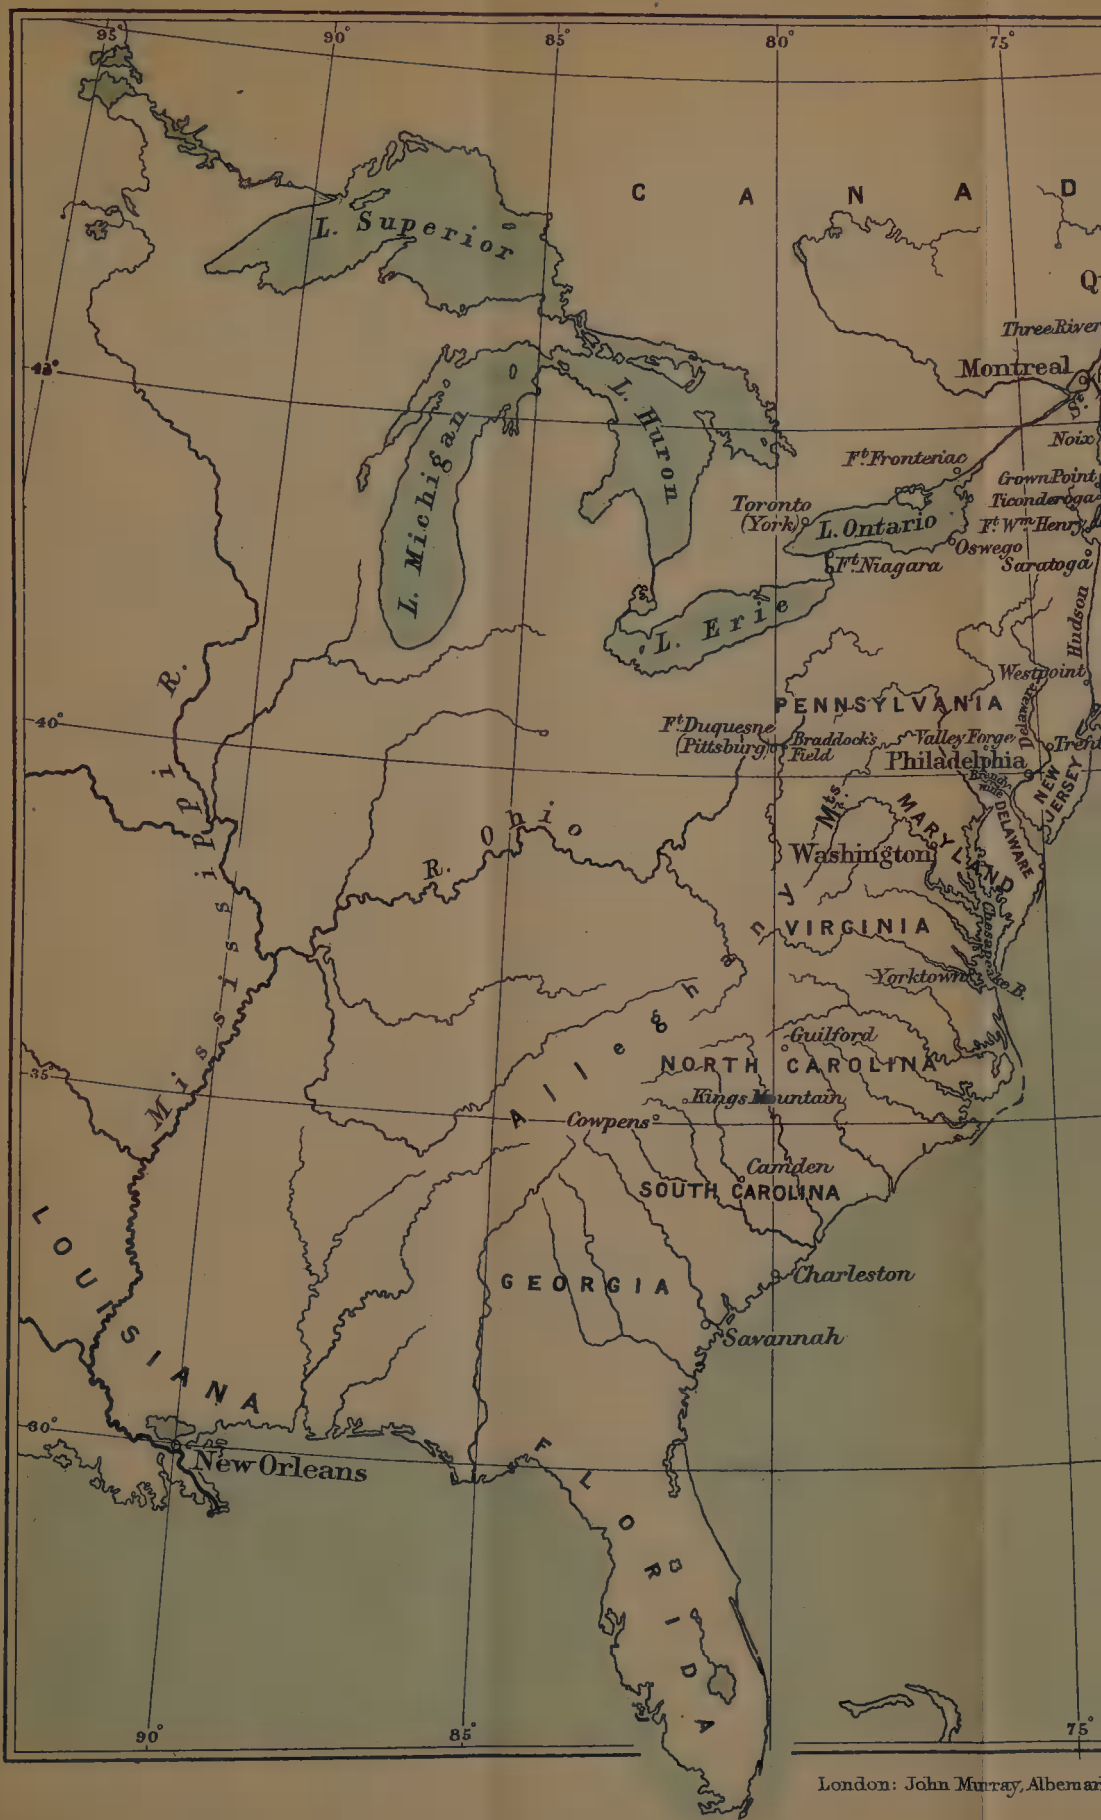 95° 90° 85° 80° 75°
C A N A D
L. Superior
Three River
Montreal
45°
L. Michigan
L. Huron
Noix
Ft. Frontenac
Crown Point
Ticonderoga
Toronto
(York)
L. Ontario
Ft. Wm. Henry
Oswego
Saratoga
Ft. Niagara
L. Erie
Hudson
Westpoint
PENNSYLVANIA
Delaware
40°
Ft. Duquesne
(Pittsburg)
Braddock's
Field
Valley Forge
Philadelphia
Trent
Brandy-
wine
NEW
JERSEY
DELAWARE
MARYLAND
Washington
R. Ohio
Mississippi R.
VIRGINIA
Chesapeake B.
Yorktown
Alleghany Mts.
Guilford
NORTH CAROLINA
35°
Kings Mountain
Cowpens
Camden
SOUTH CAROLINA
LOUISIANA
GEORGIA
Charleston
Savannah
30°
New Orleans
FLORIDA
90° 85° 75°
London: John Murray, Albemar